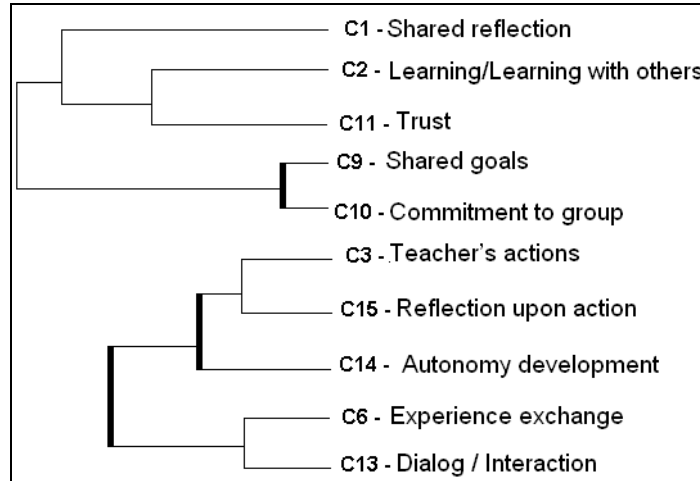 C1 - Shared reflection
C2 - Learning/Learning with others
C11 - Trust
C9 - Shared goals
C10 - Commitment to group
C3 - Teacher's actions
C15 - Reflection upon action
C14 - Autonomy development
C6 - Experience exchange
C13 - Dialog / Interaction